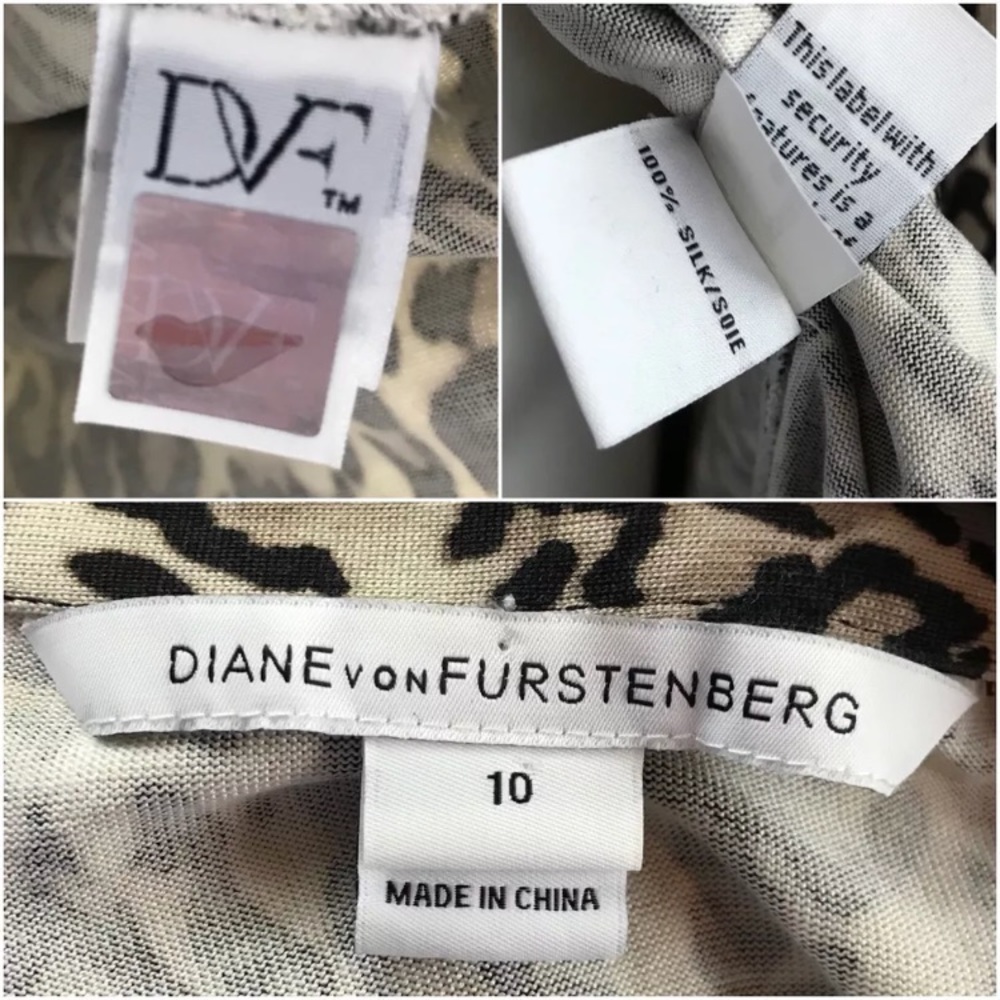 DVF
TM
100% SILK/SOIE
This label with
security
features is a
DIANE VON FURSTENBERG
10
MADE IN CHINA